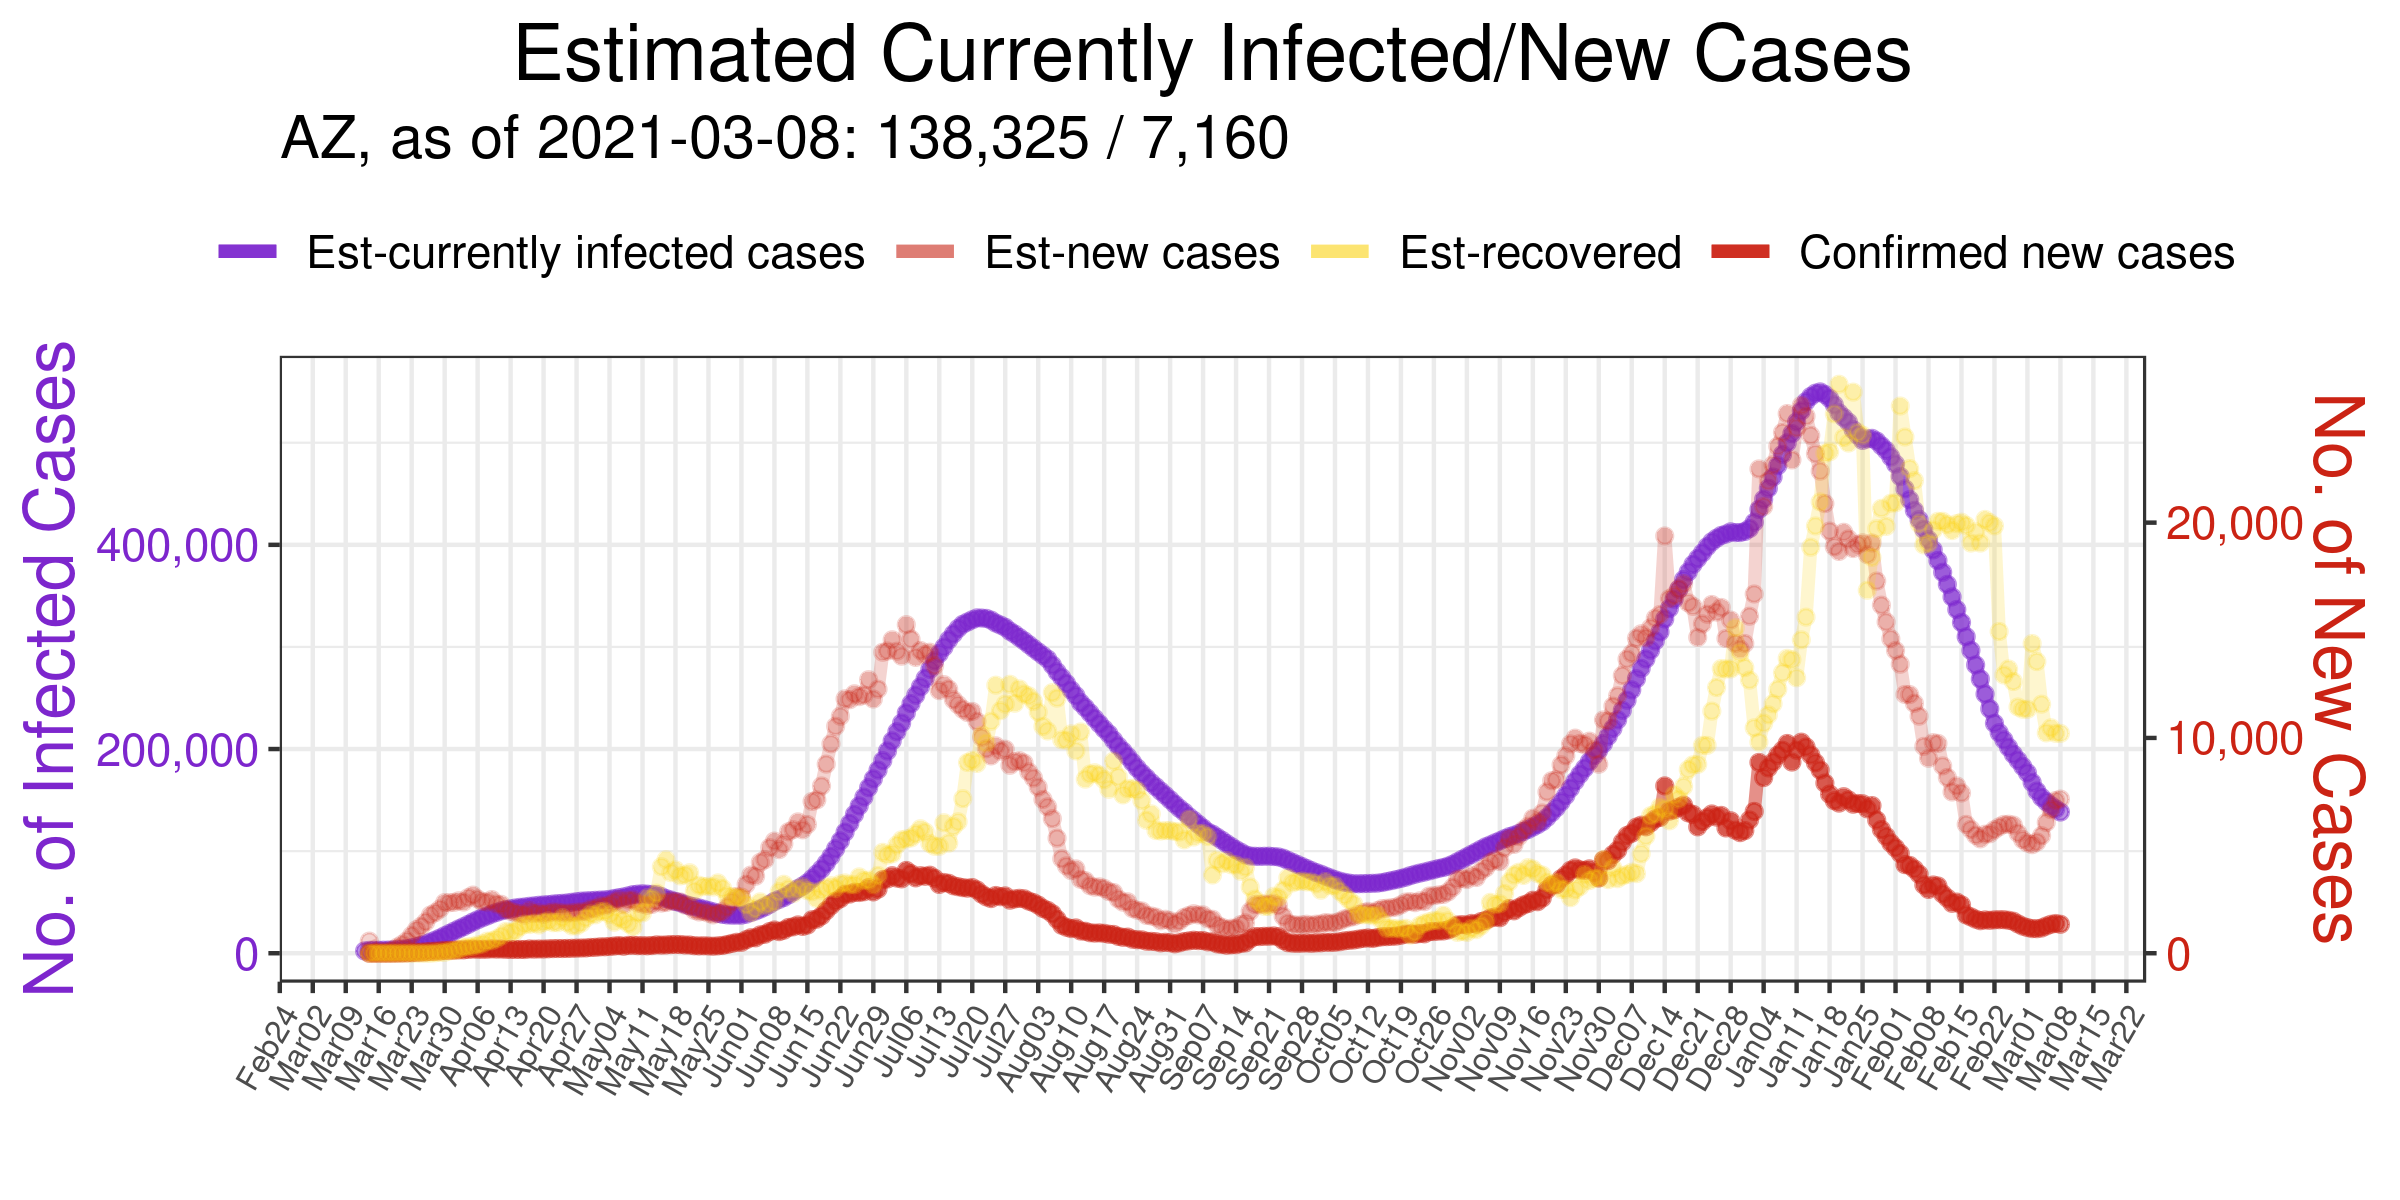 Estimated Currently Infected/New Cases
AZ, as of 2021-03-08: 138,325 / 7,160
Est-currently infected cases Est-new cases Est-recovered Confirmed new cases
No. of Infected Cases
400,000
200,000
0
20,000
10,000
0
No. of New Cases
Feb24 Mar02 Mar09 Mar16 Mar23 Mar30 Apr06 Apr13 Apr20 Apr27 May04 May11 May18 May25 Jun01 Jun08 Jun15 Jun22 Jun29 Jul06 Jul13 Jul20 Jul27 Aug03 Aug10 Aug17 Aug24 Aug31 Sep07 Sep14 Sep21 Sep28 Oct05 Oct12 Oct19 Oct26 Nov02 Nov09 Nov16 Nov23 Nov30 Dec07 Dec14 Dec21 Dec28 Jan04 Jan11 Jan18 Jan25 Feb01 Feb08 Feb15 Feb22 Mar01 Mar08 Mar15 Mar22